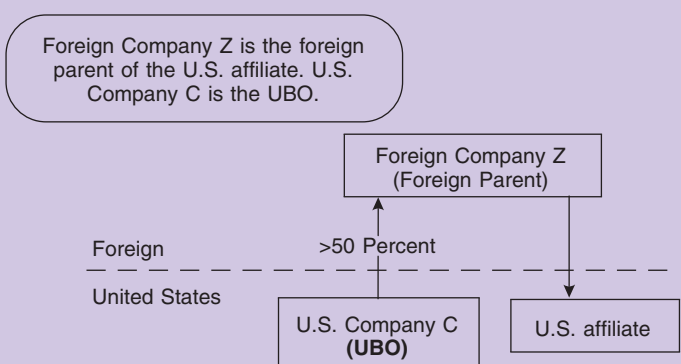 Foreign Company Z is the foreign
parent of the U.S. affiliate. U.S.
Company C is the UBO.
Foreign Company Z
(Foreign Parent)
Foreign
>50 Percent
United States
U.S. Company C
(UBO)
U.S. affiliate